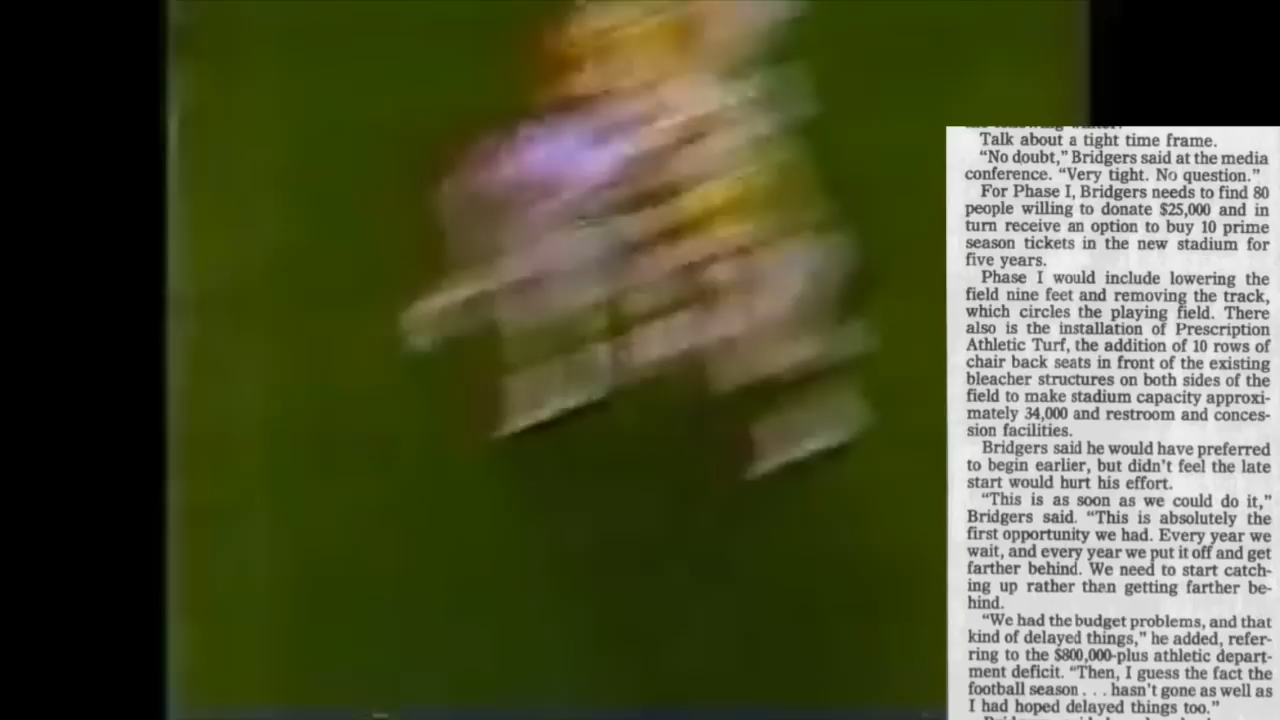 Talk about a tight time frame.
“No doubt,” Bridgers said at the media
conference. “Very tight. No question.”
For Phase I, Bridgers needs to find 80
people willing to donate $25,000 and in
turn receive an option to buy 10 prime
season tickets in the new stadium for
five years.
Phase I would include lowering the
field nine feet and removing the track,
which circles the playing field. There
also is the installation of Prescription
Athletic Turf, the addition of 10 rows of
chair back seats in front of the existing
bleacher structures on both sides of the
field to make stadium capacity approxi-
mately 34,000 and restroom and conces-
sion facilities.
Bridgers said he would have preferred
to begin earlier, but didn’t feel the late
start would hurt his effort.
“This is as soon as we could do it,”
Bridgers said. “This is absolutely the
first opportunity we had. Every year we
wait, and every year we put it off and get
farther behind. We need to start catch-
ing up rather than getting farther be-
hind.
“We had the budget problems, and that
kind of delayed things,” he added, refer-
ring to the $800,000-plus athletic depart-
ment deficit. “Then, I guess the fact the
football season . . . hasn’t gone as well as
I had hoped delayed things too.”